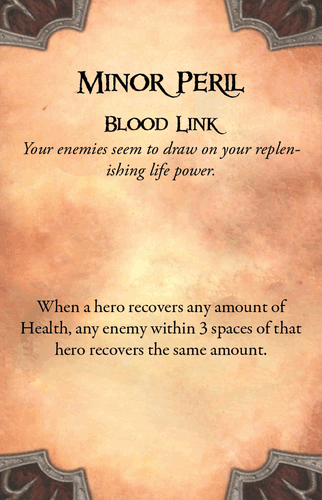 Minor Peril
Blood Link
Your enemies seem to draw on your replen-
ishing life power.
When a hero recovers any amount of
Health, any enemy within 3 spaces of that
hero recovers the same amount.